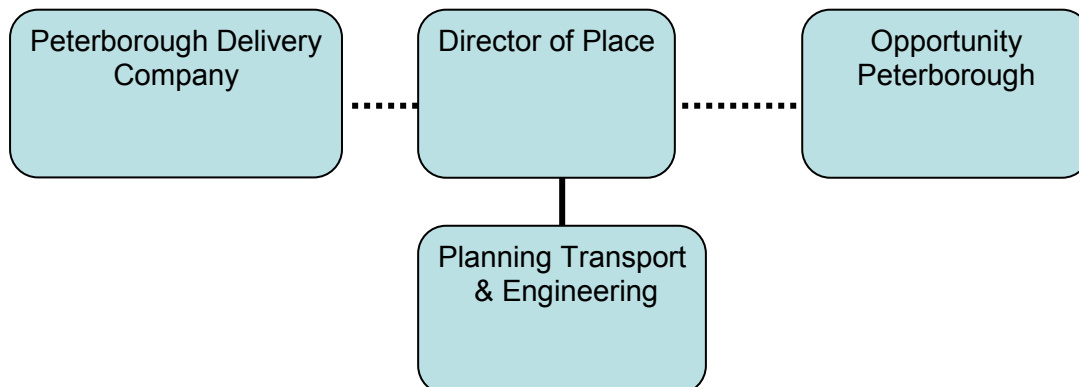 Peterborough Delivery
Company
Director of Place
Opportunity
Peterborough
Planning Transport
& Engineering